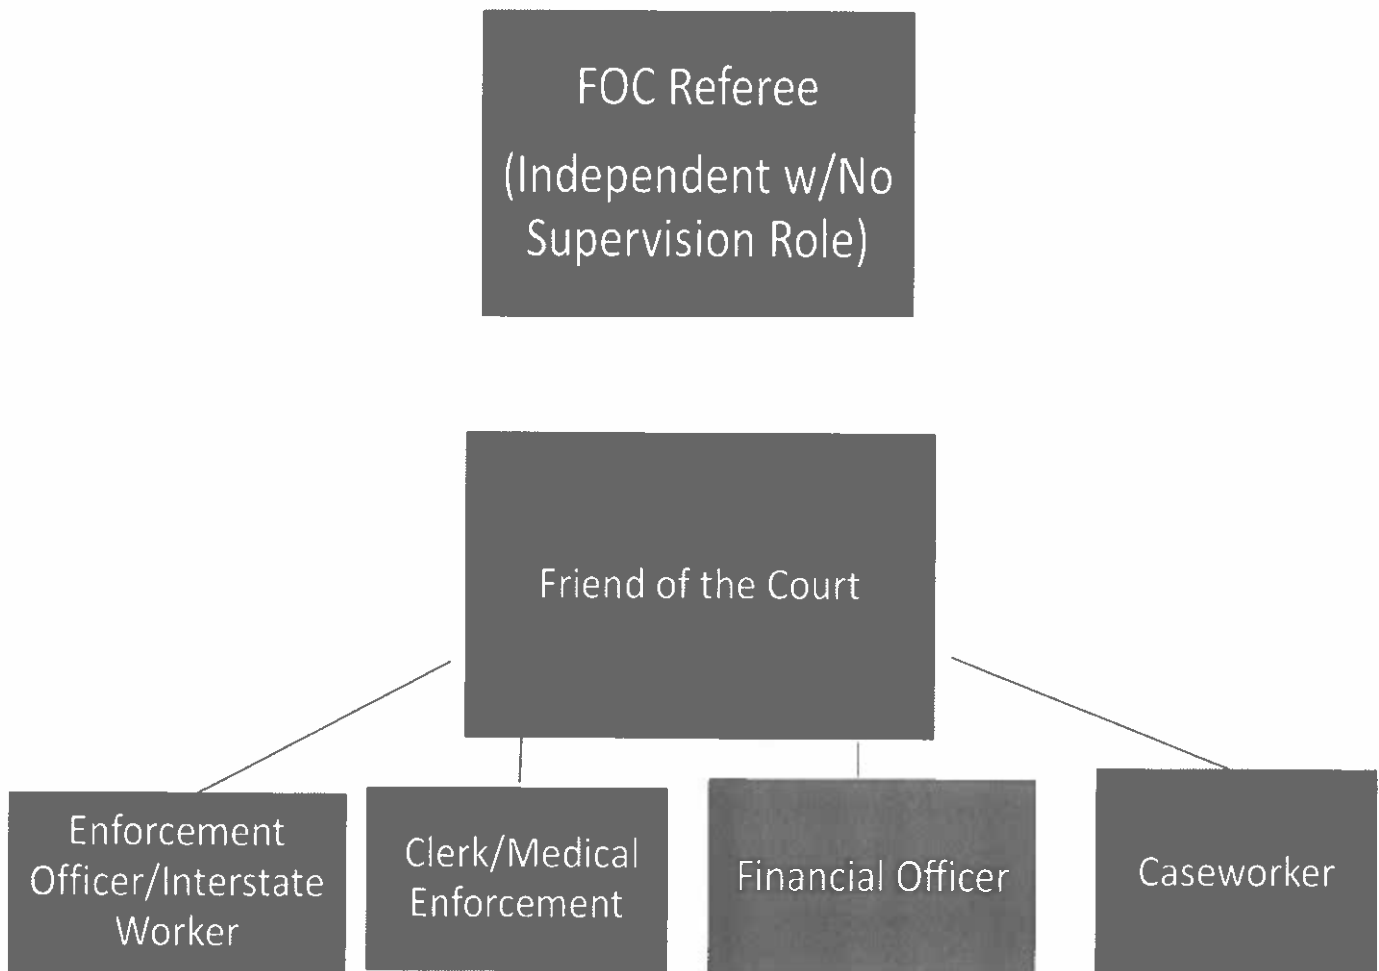 FOC Referee
(Independent w/No
Supervision Role)
Friend of the Court
Enforcement
Officer/Interstate
Worker
Clerk/Medical
Enforcement
Financial Officer
Caseworker